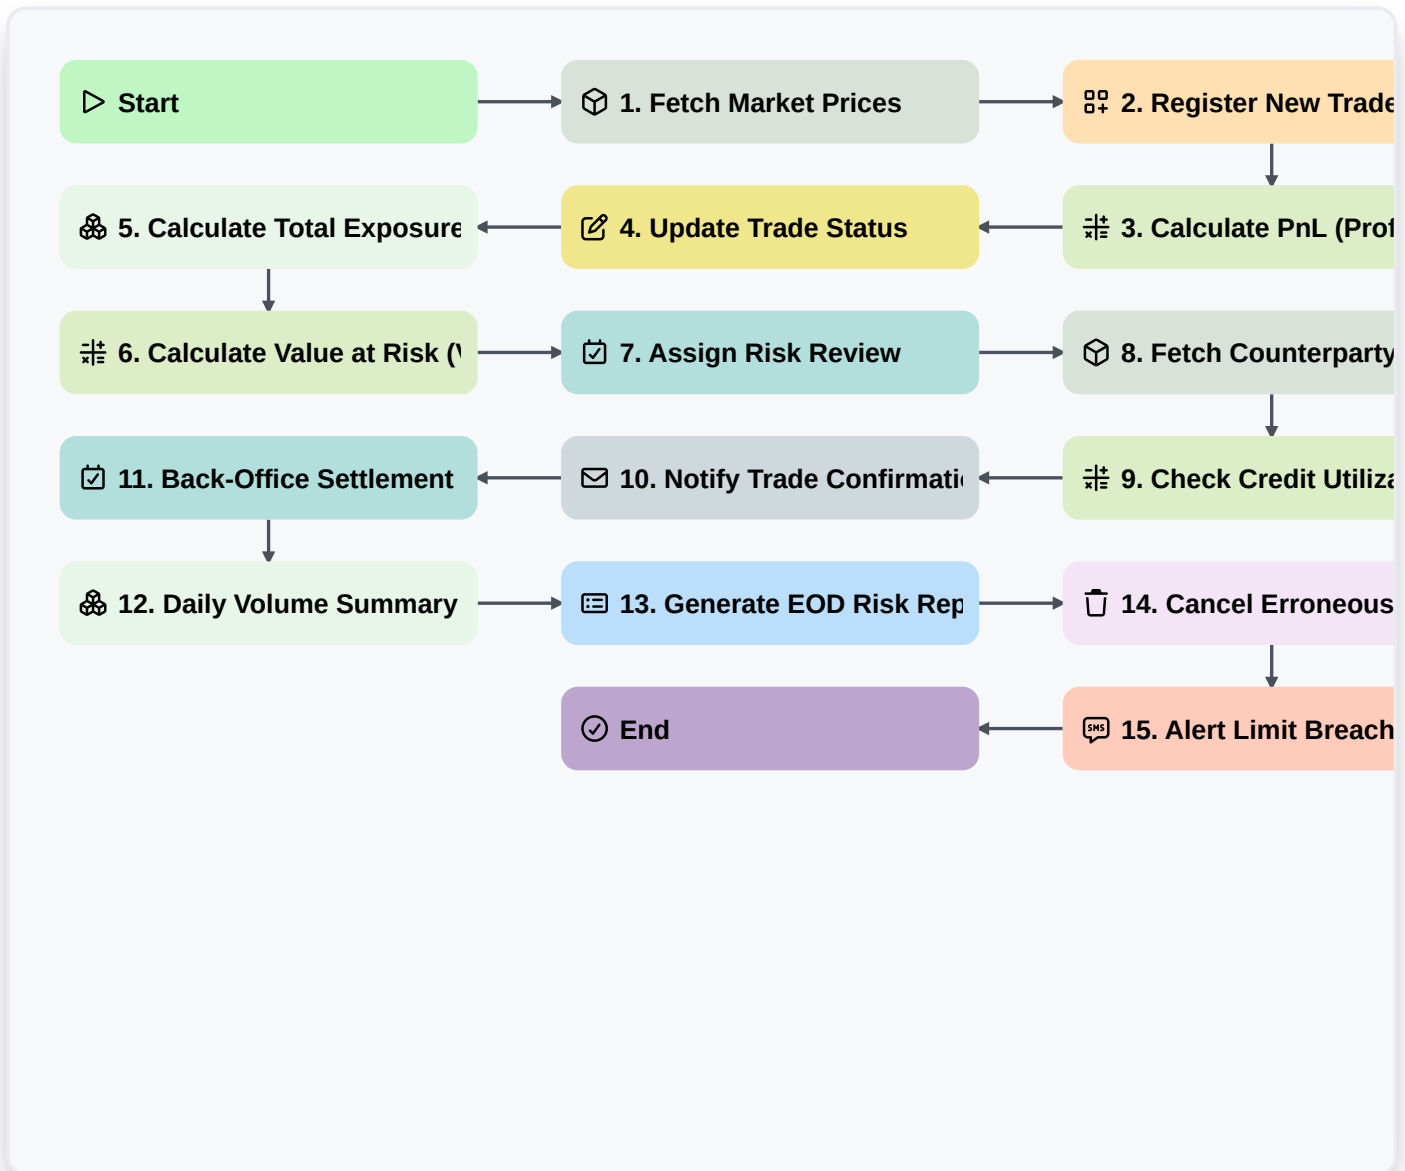 Start
1. Fetch Market Prices
2. Register New Trade
5. Calculate Total Exposure
4. Update Trade Status
3. Calculate PnL (Prof
6. Calculate Value at Risk (
7. Assign Risk Review
8. Fetch Counterparty
11. Back-Office Settlement
10. Notify Trade Confirmatic
9. Check Credit Utiliza
12. Daily Volume Summary
13. Generate EOD Risk Rep
14. Cancel Erroneous
End
SMS
15. Alert Limit Breach